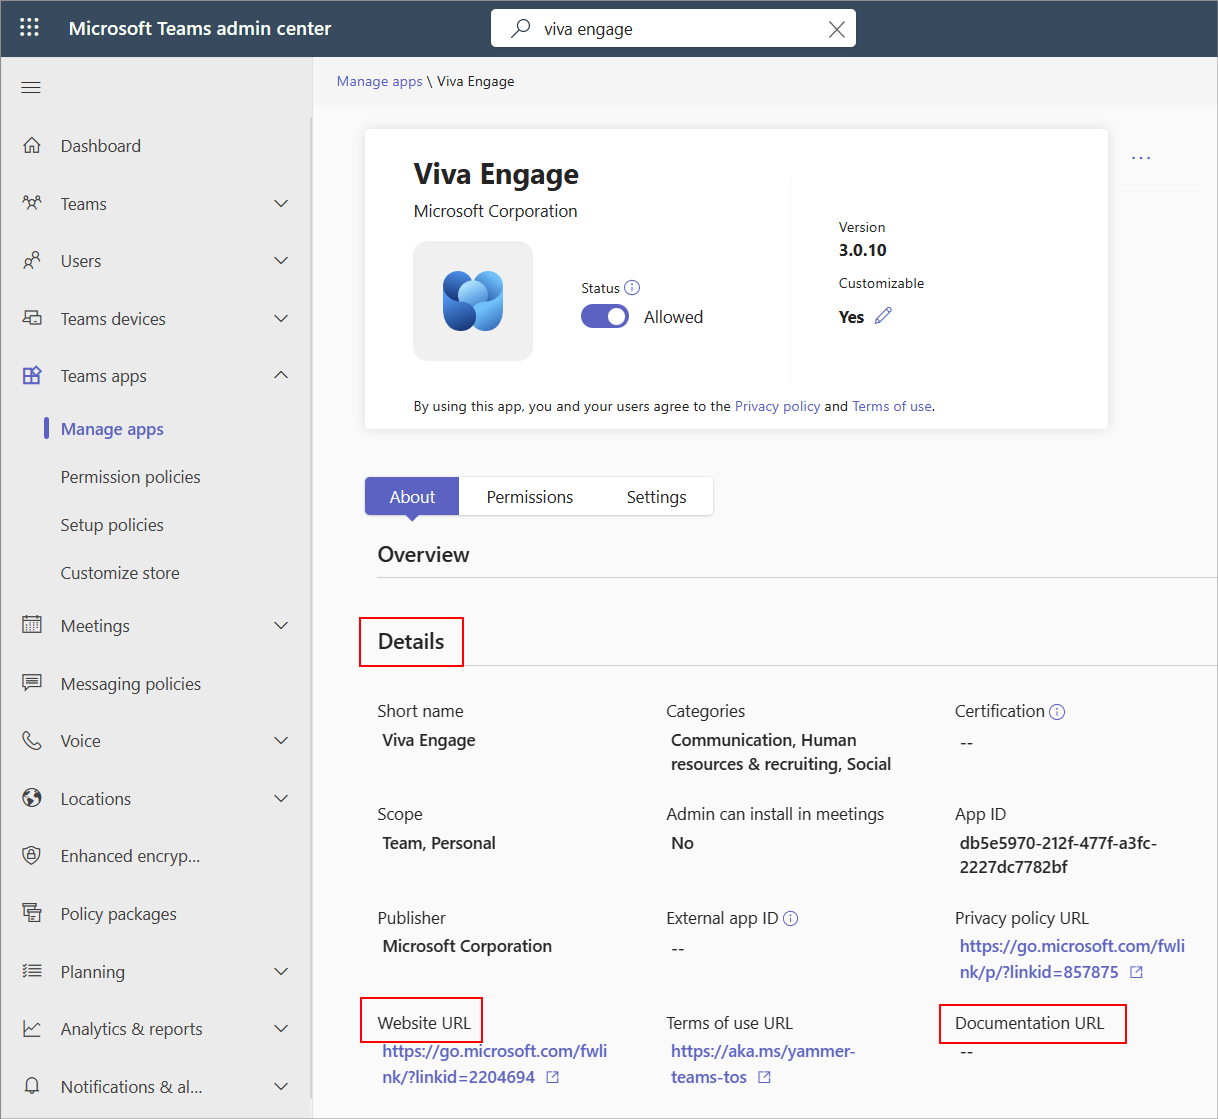 Microsoft Teams admin center
viva engage
Dashboard
Teams
Users
Teams devices
Teams apps
Manage apps
Permission policies
Setup policies
Customize store
Meetings
Messaging policies
Voice
Locations
Enhanced encryp...
Policy packages
Planning
Analytics & reports
Notifications & al...
Manage apps \ Viva Engage
Viva Engage
Microsoft Corporation
Status
Allowed
Version
3.0.10
Customizable
Yes
By using this app, you and your users agree to the Privacy policy and Terms of use.
...
About
Permissions
Settings
Overview
Details
Short name
Viva Engage
Categories
Communication, Human
resources & recruiting, Social
Certification
--
Scope
Team, Personal
Admin can install in meetings
No
App ID
db5e5970-212f-477f-a3fc-
2227dc7782bf
Publisher
Microsoft Corporation
External app ID
--
Privacy policy URL
https://go.microsoft.com/fwli
nk/p/?linkid=857875
Website URL
https://go.microsoft.com/fwli
nk/?linkid=2204694
Terms of use URL
https://aka.ms/yammer-
teams-tos
Documentation URL
--